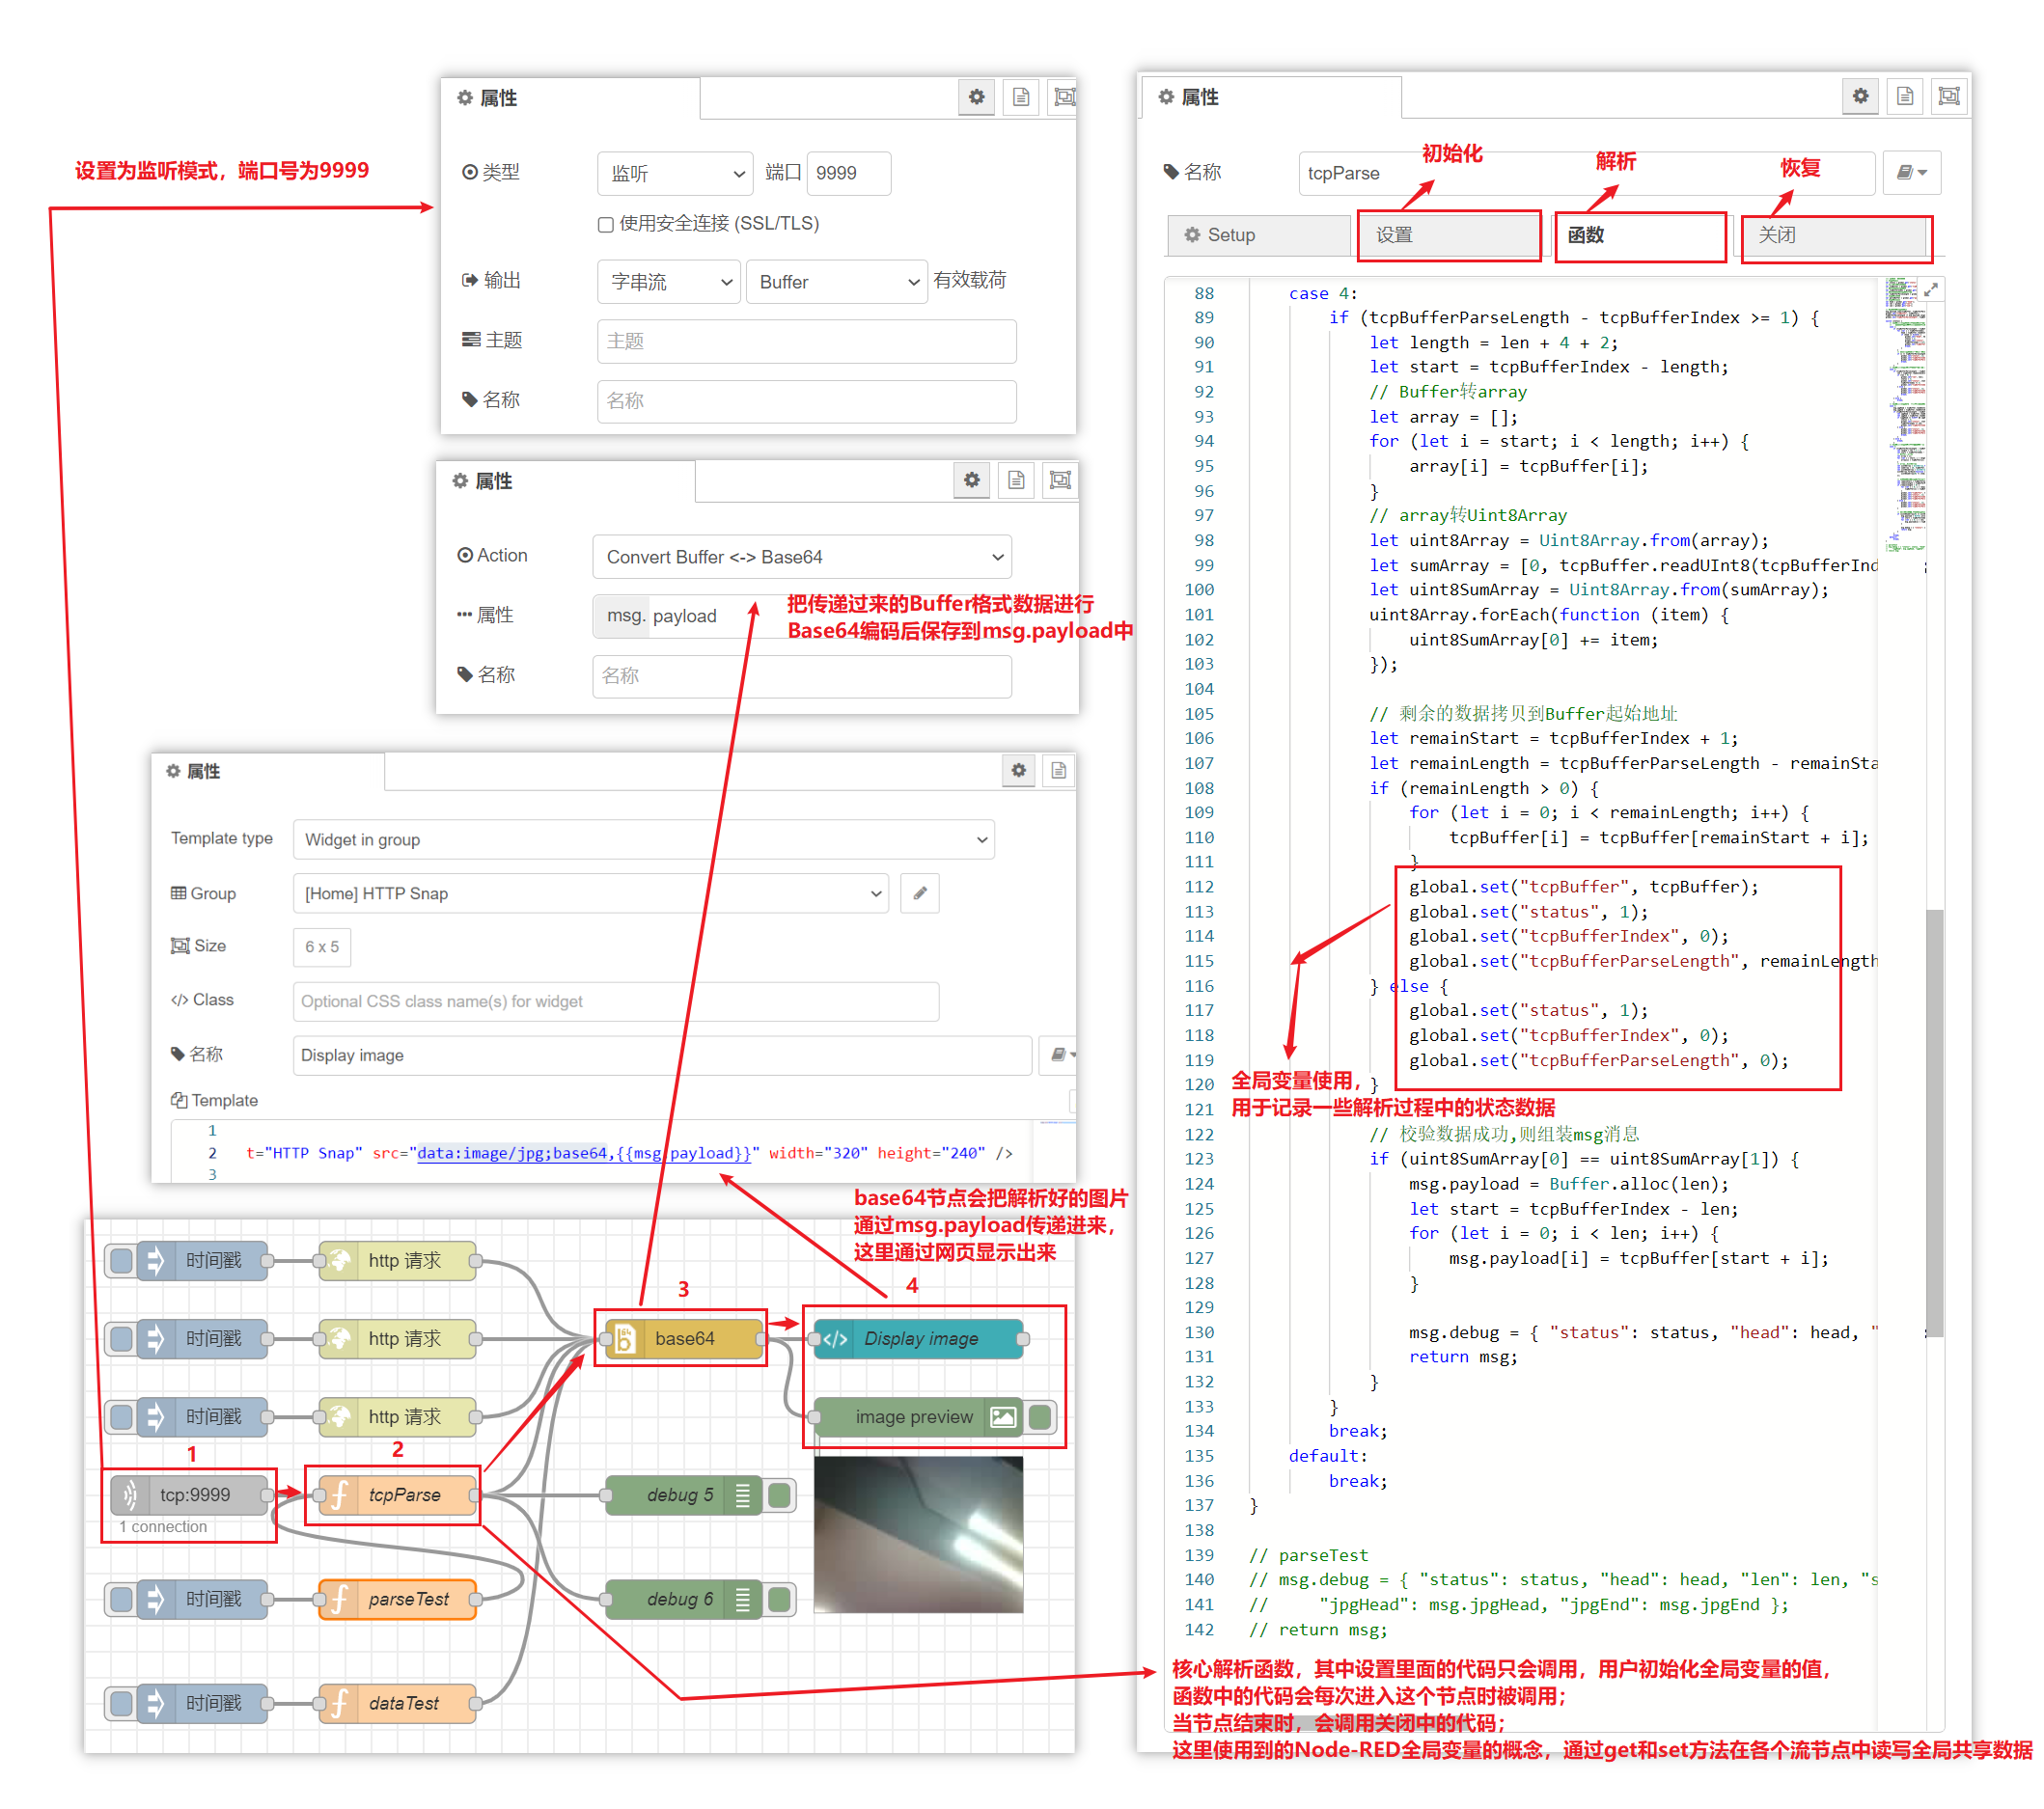 设置为监听模式，端口号为9999
属性
类型
监听
端口
9999
使用安全连接 (SSL/TLS)
输出
字串流
Buffer
有效载荷
主题
主题
名称
名称
属性
Action
Convert Buffer <-> Base64
属性
msg. payload
把传递过来的Buffer格式数据进行
Base64编码后保存到msg.payload中
名称
名称
属性
Template type
Widget in group
Group
[Home] HTTP Snap
Size
6 x 5
</> Class
Optional CSS class name(s) for widget
名称
Display image
Template
1
2 t="HTTP Snap" src="data:image/jpg;base64,{{msg.payload}}" width="320" height="240" />
3
base64节点会把解析好的图片
通过msg.payload传递进来，
这里通过网页显示出来
时间戳
http 请求
3
4
时间戳
http 请求
base64
Display image
时间戳
http 请求
image preview
1
2
tcp:9999
tcpParse
debug 5
1 connection
时间戳
parseTest
debug 6
时间戳
dataTest
属性
名称
tcpParse
初始化
解析
恢复
Setup
设置
函数
关闭
88 case 4:
89 if (tcpBufferParseLength - tcpBufferIndex >= 1) {
90 let length = len + 4 + 2;
91 let start = tcpBufferIndex - length;
92 // Buffer转array
93 let array = [];
94 for (let i = start; i < length; i++) {
95 array[i] = tcpBuffer[i];
96 }
97 // array转Uint8Array
98 let uint8Array = Uint8Array.from(array);
99 let sumArray = [0, tcpBuffer.readUInt8(tcpBufferInd
100 let uint8SumArray = Uint8Array.from(sumArray);
101 uint8Array.forEach(function (item) {
102 uint8SumArray[0] += item;
103 });
104
105 // 剩余的数据拷贝到Buffer起始地址
106 let remainStart = tcpBufferIndex + 1;
107 let remainLength = tcpBufferParseLength - remainSta
108 if (remainLength > 0) {
109 for (let i = 0; i < remainLength; i++) {
110 tcpBuffer[i] = tcpBuffer[remainStart + i];
111 }
112 global.set("tcpBuffer", tcpBuffer);
113 global.set("status", 1);
114 global.set("tcpBufferIndex", 0);
115 global.set("tcpBufferParseLength", remainLength
116 } else {
117 global.set("status", 1);
118 global.set("tcpBufferIndex", 0);
119 global.set("tcpBufferParseLength", 0);
120 }
全局变量使用，
用于记录一些解析过程中的状态数据
121
122 // 校验数据成功,则组装msg消息
123 if (uint8SumArray[0] == uint8SumArray[1]) {
124 msg.payload = Buffer.alloc(len);
125 let start = tcpBufferIndex - len;
126 for (let i = 0; i < len; i++) {
127 msg.payload[i] = tcpBuffer[start + i];
128 }
129
130 msg.debug = { "status": status, "head": head, "
131 return msg;
132 }
133 }
134 break;
135 default:
136 break;
137 }
138
139 // parseTest
140 // msg.debug = { "status": status, "head": head, "len": len, "s
141 // "jpgHead": msg.jpgHead, "jpgEnd": msg.jpgEnd };
142 // return msg;
核心解析函数，其中设置里面的代码只会调用，用户初始化全局变量的值，
函数中的代码会每次进入这个节点时被调用；
当节点结束时，会调用关闭中的代码；
这里使用到的Node-RED全局变量的概念，通过get和set方法在各个流节点中读写全局共享数据